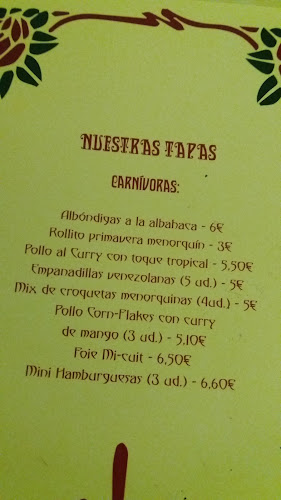 NUESTRAS TAPAS
CARNÍVORAS:
Albóndigas a la albahaca - 6€
Rollito primavera menorquín - 3€
Pollo al Curry con toque tropical - 5,50€
Empanadillas venezolanas (5 ud.) - 5€
Mix de croquetas menorquinas (4ud.) - 5€
Pollo Corn-Flakes con curry
de mango (3 ud.) - 5,10€
Foie Mi-cuit - 6,50€
Mini Hamburguesas (3 ud.) - 6,60€